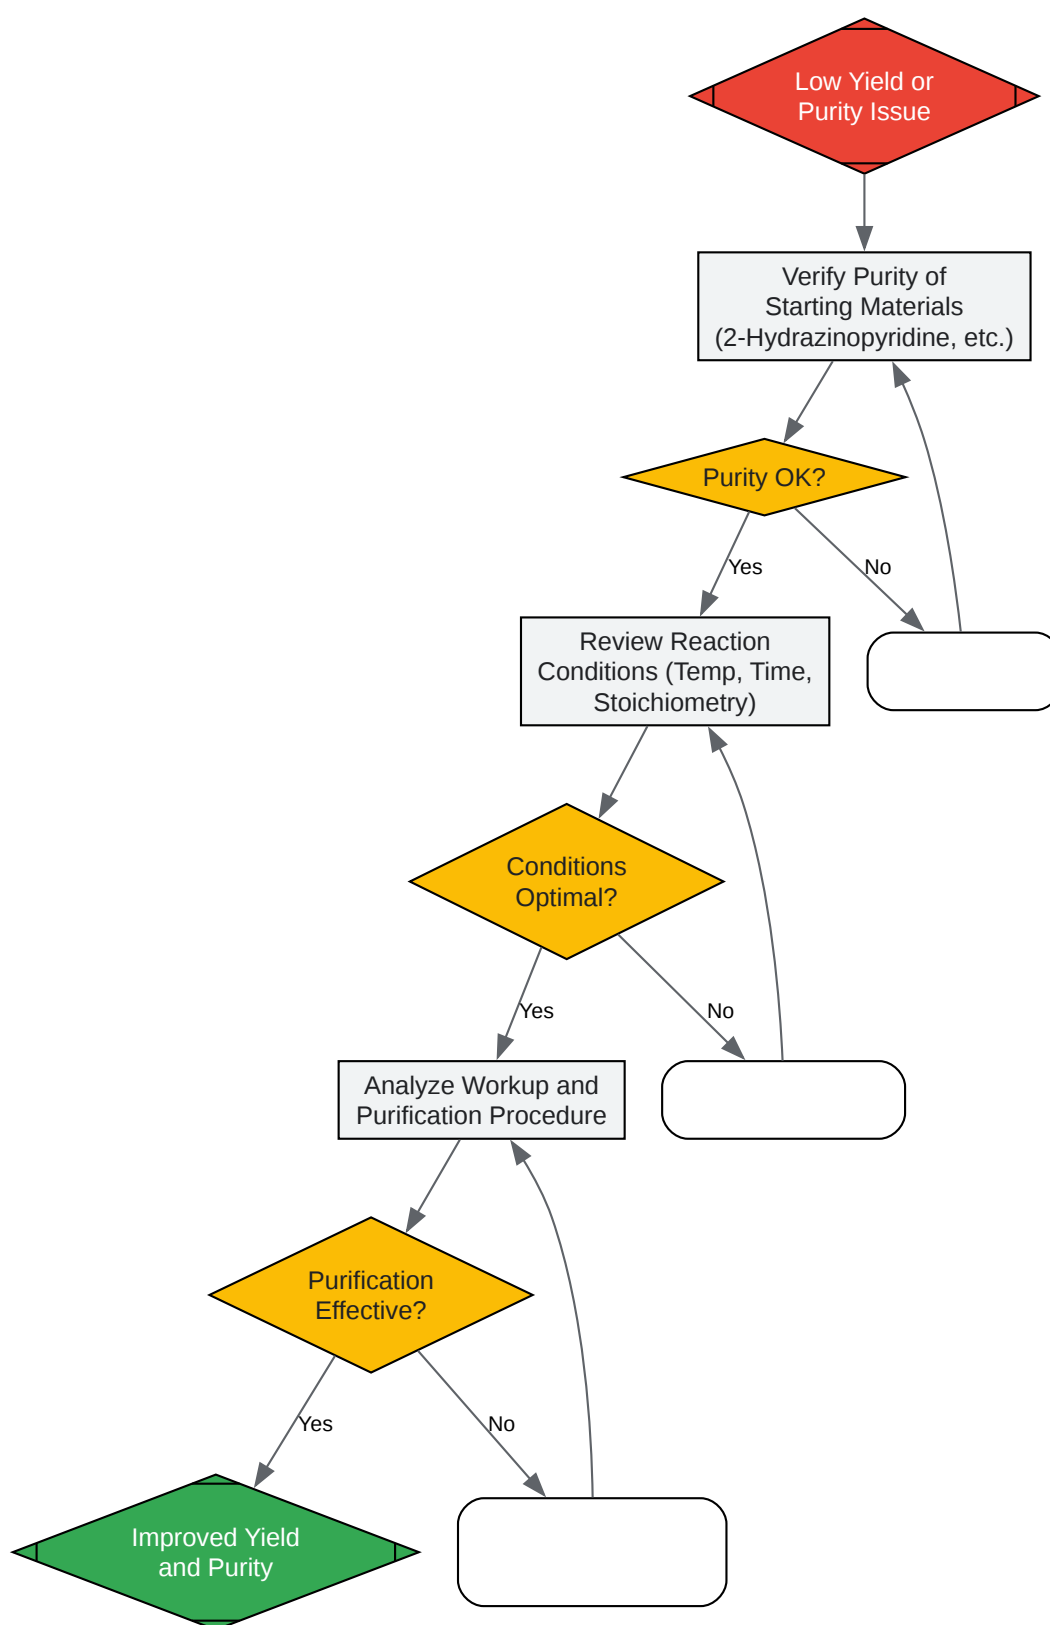 Low Yield or
Purity Issue
Verify Purity of
Starting Materials
(2-Hydrazinopyridine, etc.)
Purity OK?
Yes
No
Review Reaction
Conditions (Temp, Time,
Stoichiometry)
Conditions
Optimal?
Yes
No
Analyze Workup and
Purification Procedure
Purification
Effective?
Yes
No
Improved Yield
and Purity